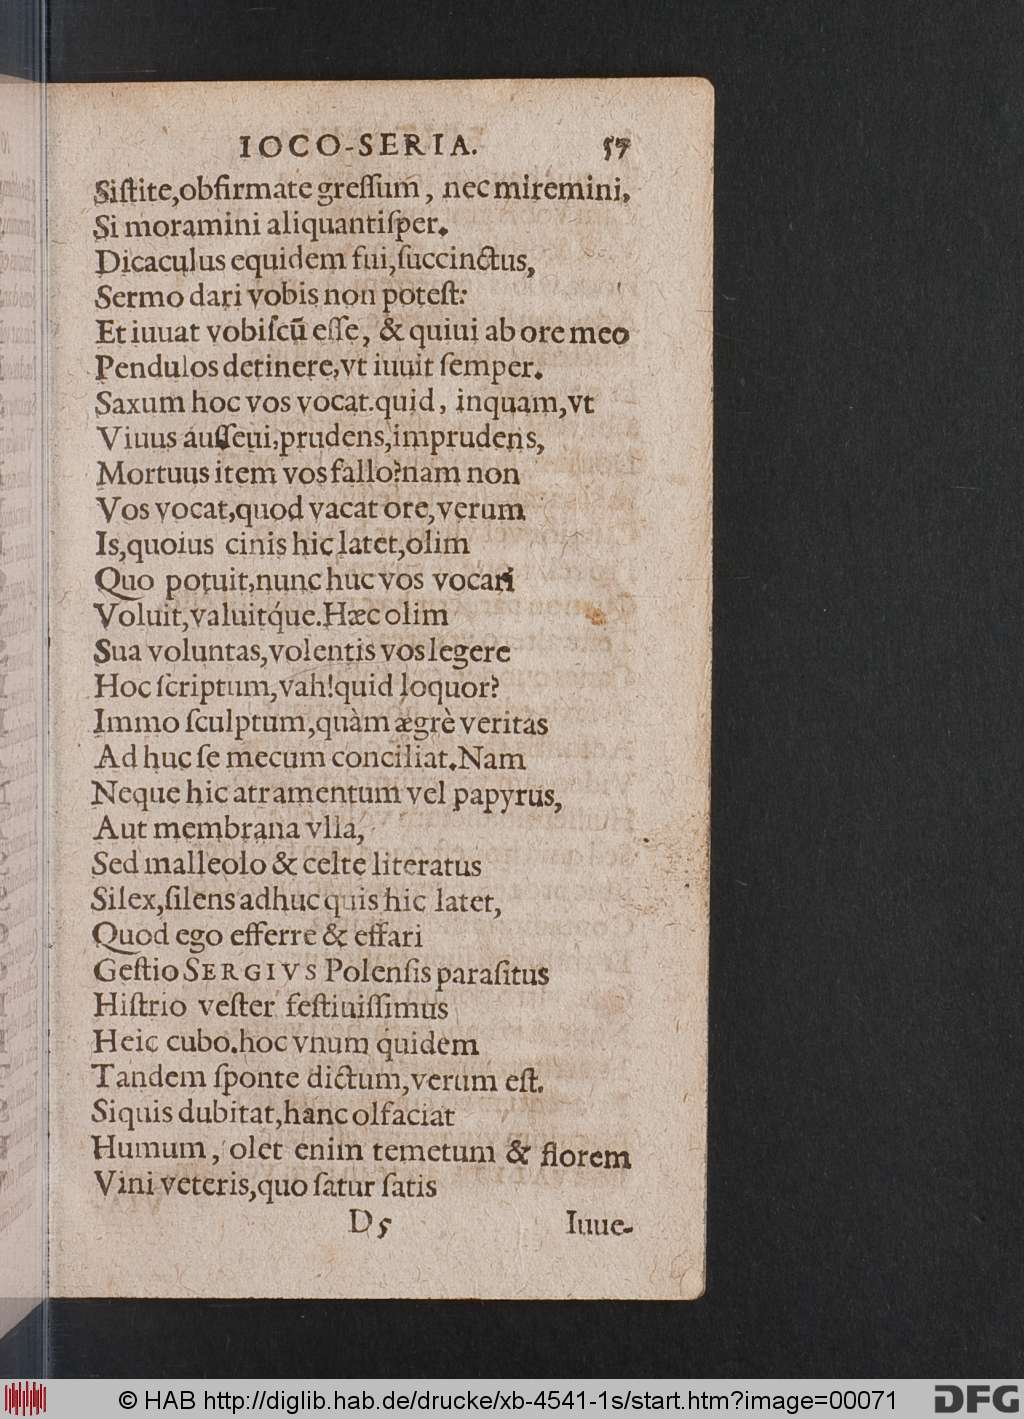 IOCO-SERIA. 57
Siſtite,obfirmate greſſum, nec miremini,
Si moramini aliquantiſper.
Dicaculus equidem fui,ſuccinctus,
Sermo dari vobis non poteſt:
Et iuuat vobiſcū eſſe, & quiui ab ore meo
Pendulos detinere,vt iuuit ſemper.
Saxum hoc vos vocat.quid, inquam,vt
Viuus auſſeui,prudens,imprudens,
Mortuus item vos fallo?nam non
Vos vocat,quod vacat ore,verum
Is,quoius cinis hic latet,olim
Quo potuit,nunc huc vos vocari
Voluit,valuitq́ue.Hæc olim
Sua voluntas,volentis vos legere
Hoc ſcriptum,vah!quid loquor?
Immo ſculptum,quàm ægrè veritas
Ad huc ſe mecum conciliat.Nam
Neque hic atramentum vel papyrus,
Aut membrana vlla,
Sed malleolo & celte literatus
Silex,ſilens adhuc quis hic latet,
Quod ego efferre & effari
Geſtio SERGIVS Polenſis paraſitus
Hiſtrio veſter feſtiuiſſimus
Heic cubo.hoc vnum quidem
Tandem ſponte dictum,verum eſt.
Siquis dubitat,hanc olfaciat
Humum, olet enim temetum & florem
Vini veteris,quo ſatur ſatis
D5 Iuue-
© HAB http://diglib.hab.de/drucke/xb-4541-1s/start.htm?image=00071 DFG